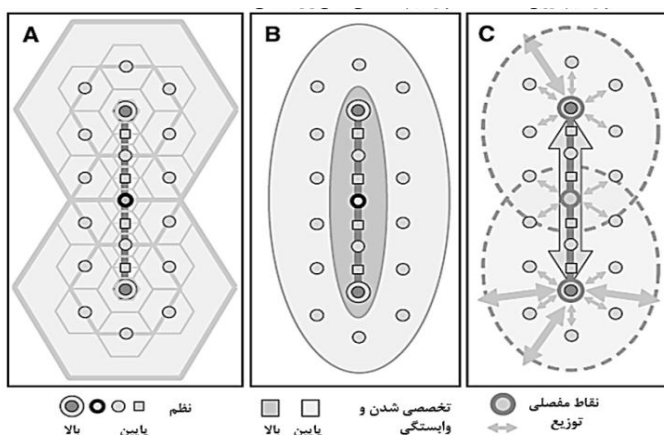 A
B
C
نظم
بالا
پایین
تخصصی شدن و
وابستگی
بالا
پایین
نقاط مفصلی
توزیع